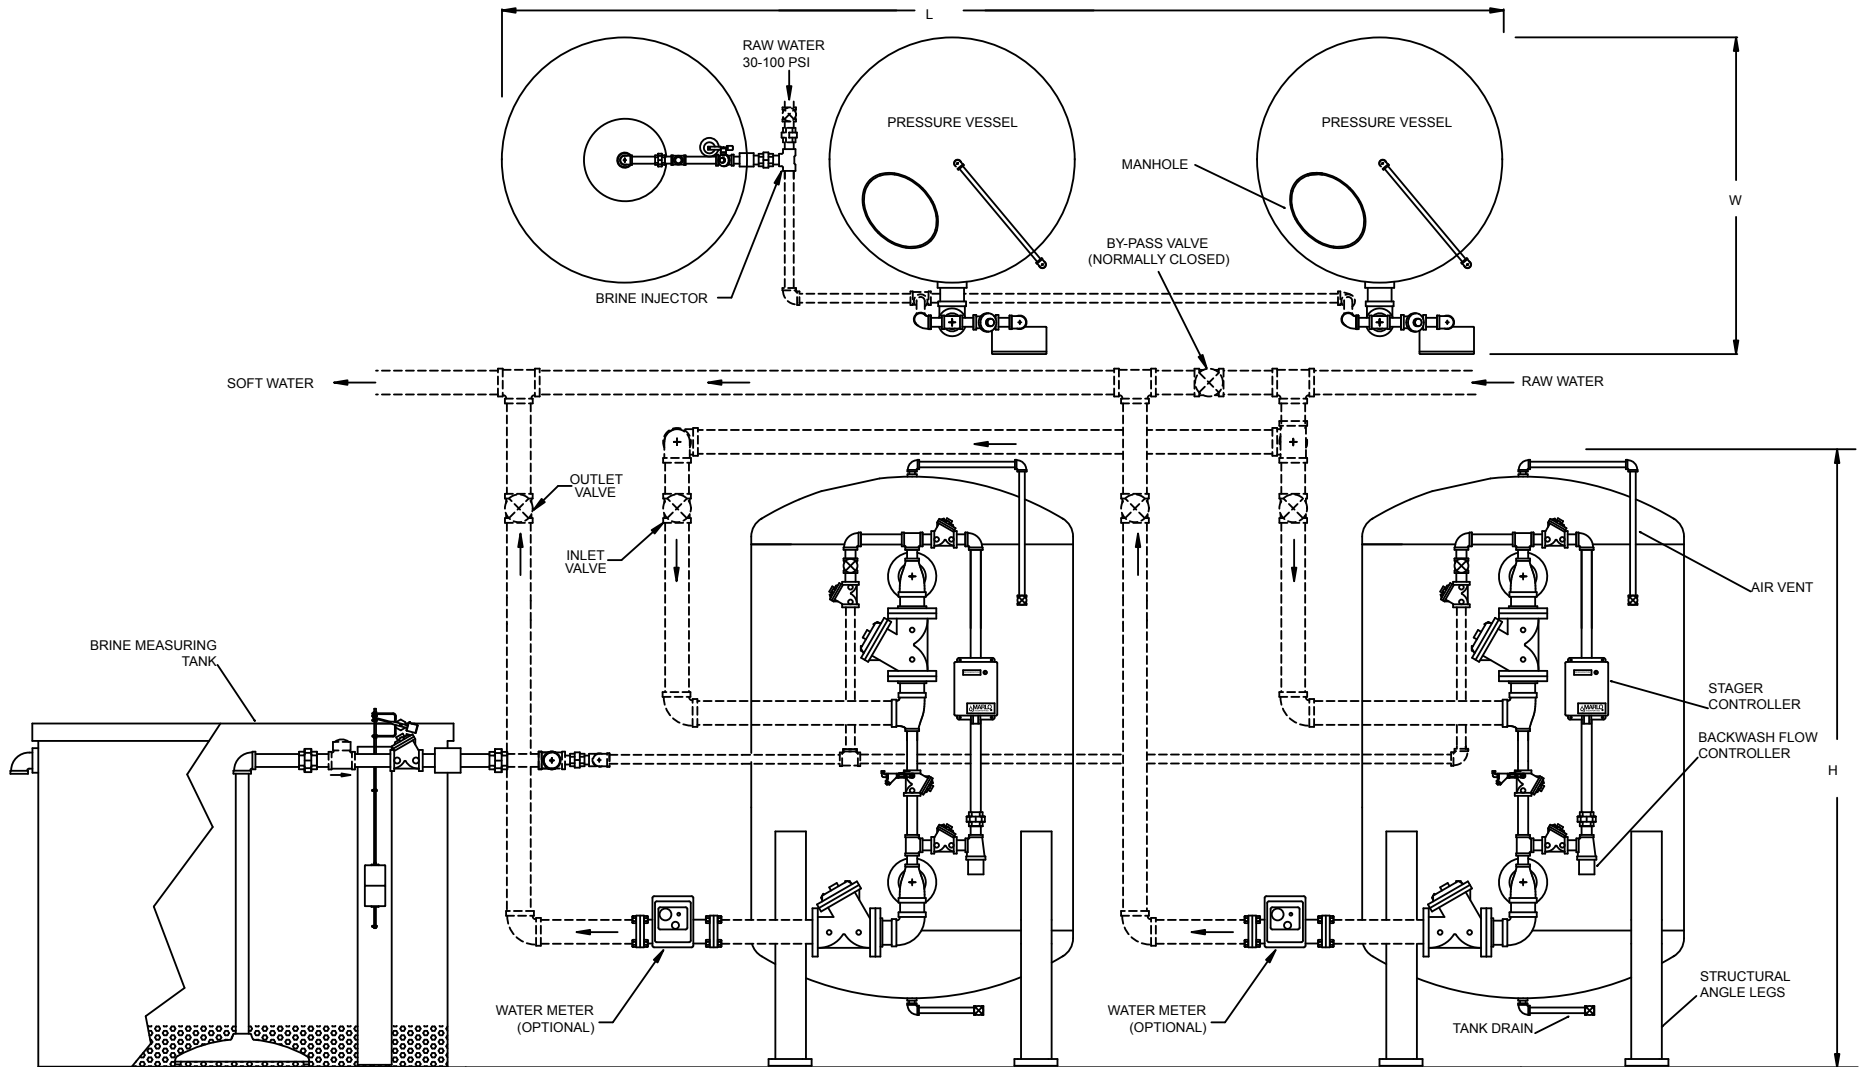 L
RAW WATER
30-100 PSI
PRESSURE VESSEL
PRESSURE VESSEL
MANHOLE
W
BY-PASS VALVE
(NORMALLY CLOSED)
BRINE INJECTOR
SOFT WATER
RAW WATER
OUTLET
VALVE
INLET
VALVE
AIR VENT
BRINE MEASURING
TANK
STAGER
CONTROLLER
MARLO
MARLO
BACKWASH FLOW
CONTROLLER
H
WATER METER
(OPTIONAL)
WATER METER
(OPTIONAL)
STRUCTURAL
ANGLE LEGS
TANK DRAIN